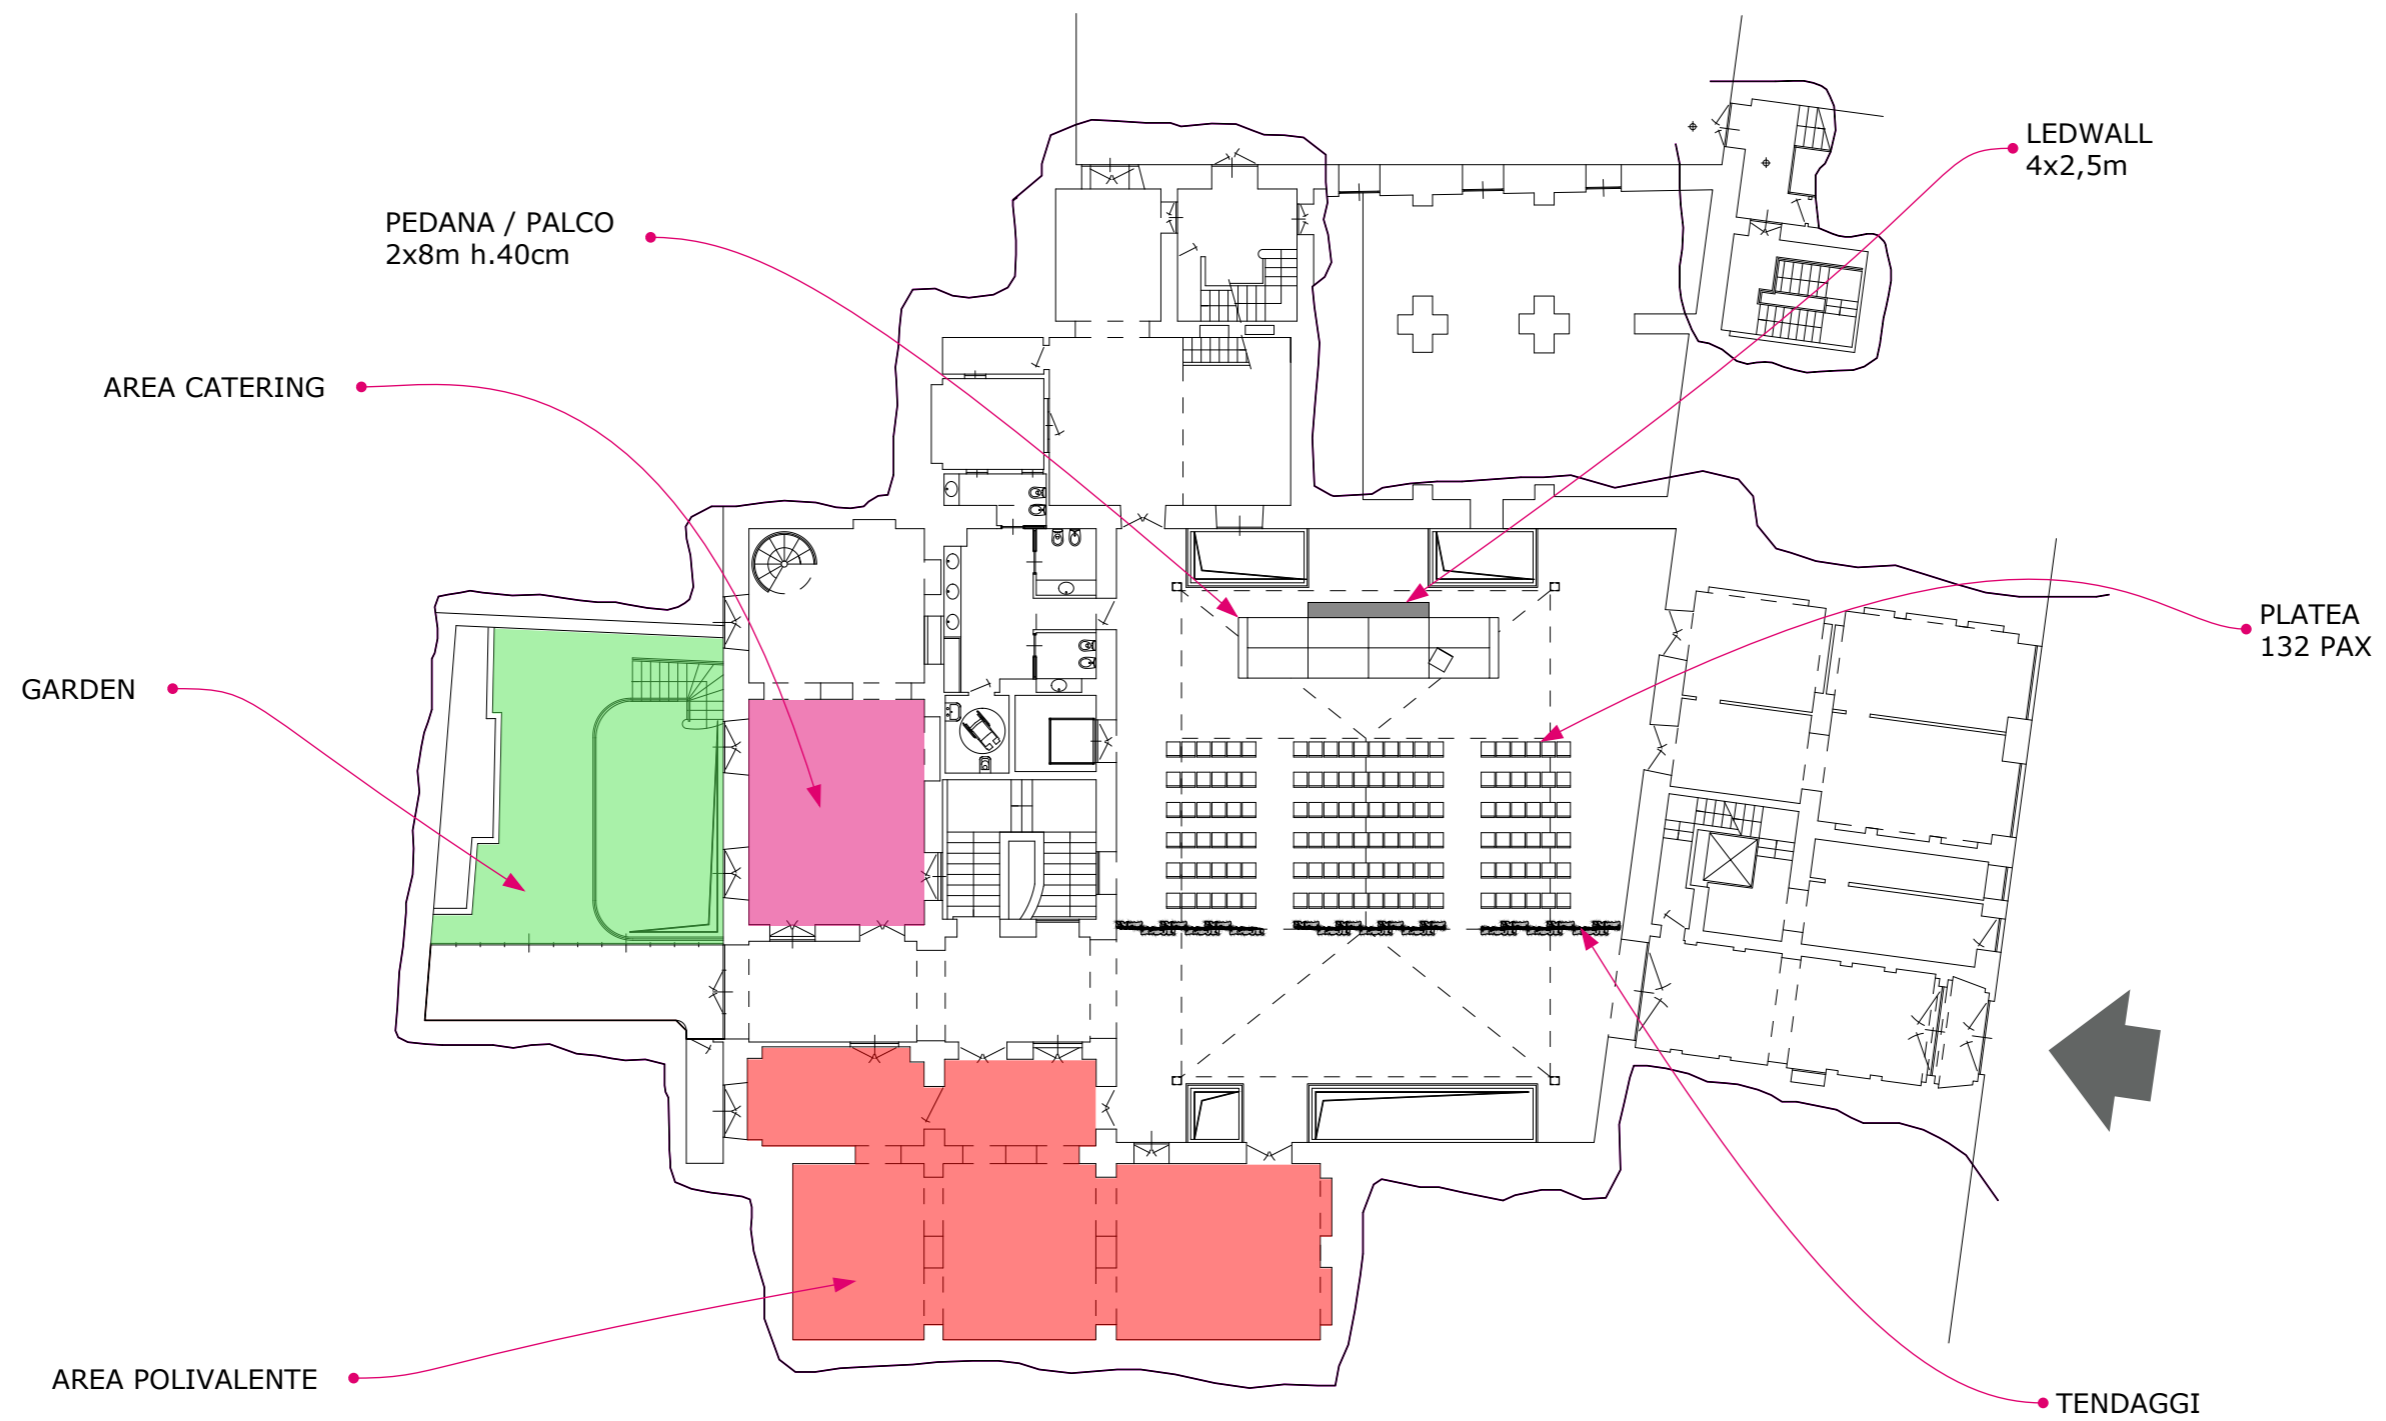 LEDWALL
4x2,5m
PEDANA / PALCO
2x8m h.40cm
AREA CATERING
PLATEA
132 PAX
GARDEN
AREA POLIVALENTE
TENDAGGI